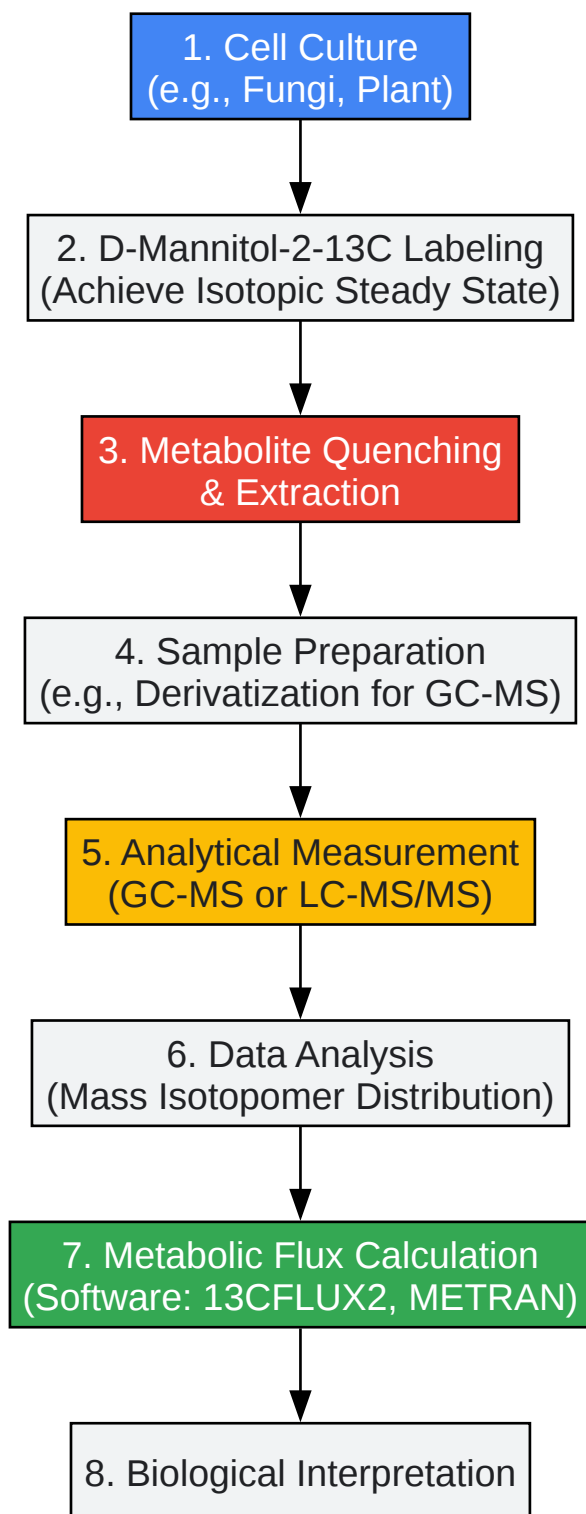 1. Cell Culture
(e.g., Fungi, Plant)
2. D-Mannitol-2-13C Labeling
(Achieve Isotopic Steady State)
3. Metabolite Quenching
& Extraction
4. Sample Preparation
(e.g., Derivatization for GC-MS)
5. Analytical Measurement
(GC-MS or LC-MS/MS)
6. Data Analysis
(Mass Isotopomer Distribution)
7. Metabolic Flux Calculation
(Software: 13CFLUX2, METRAN)
8. Biological Interpretation